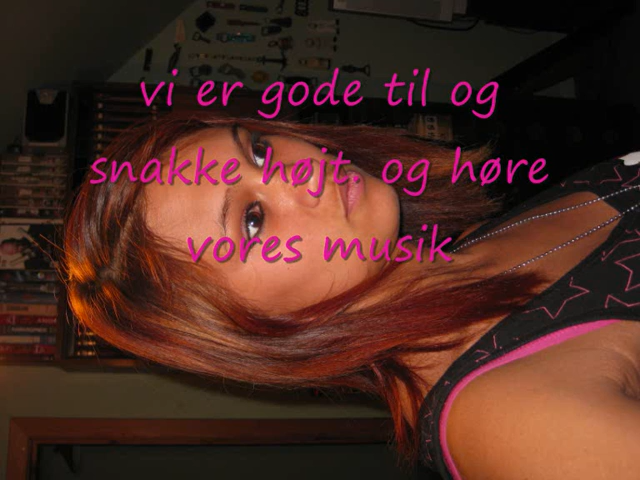 vi er gode til og
snakke højt. og høre
vores musik